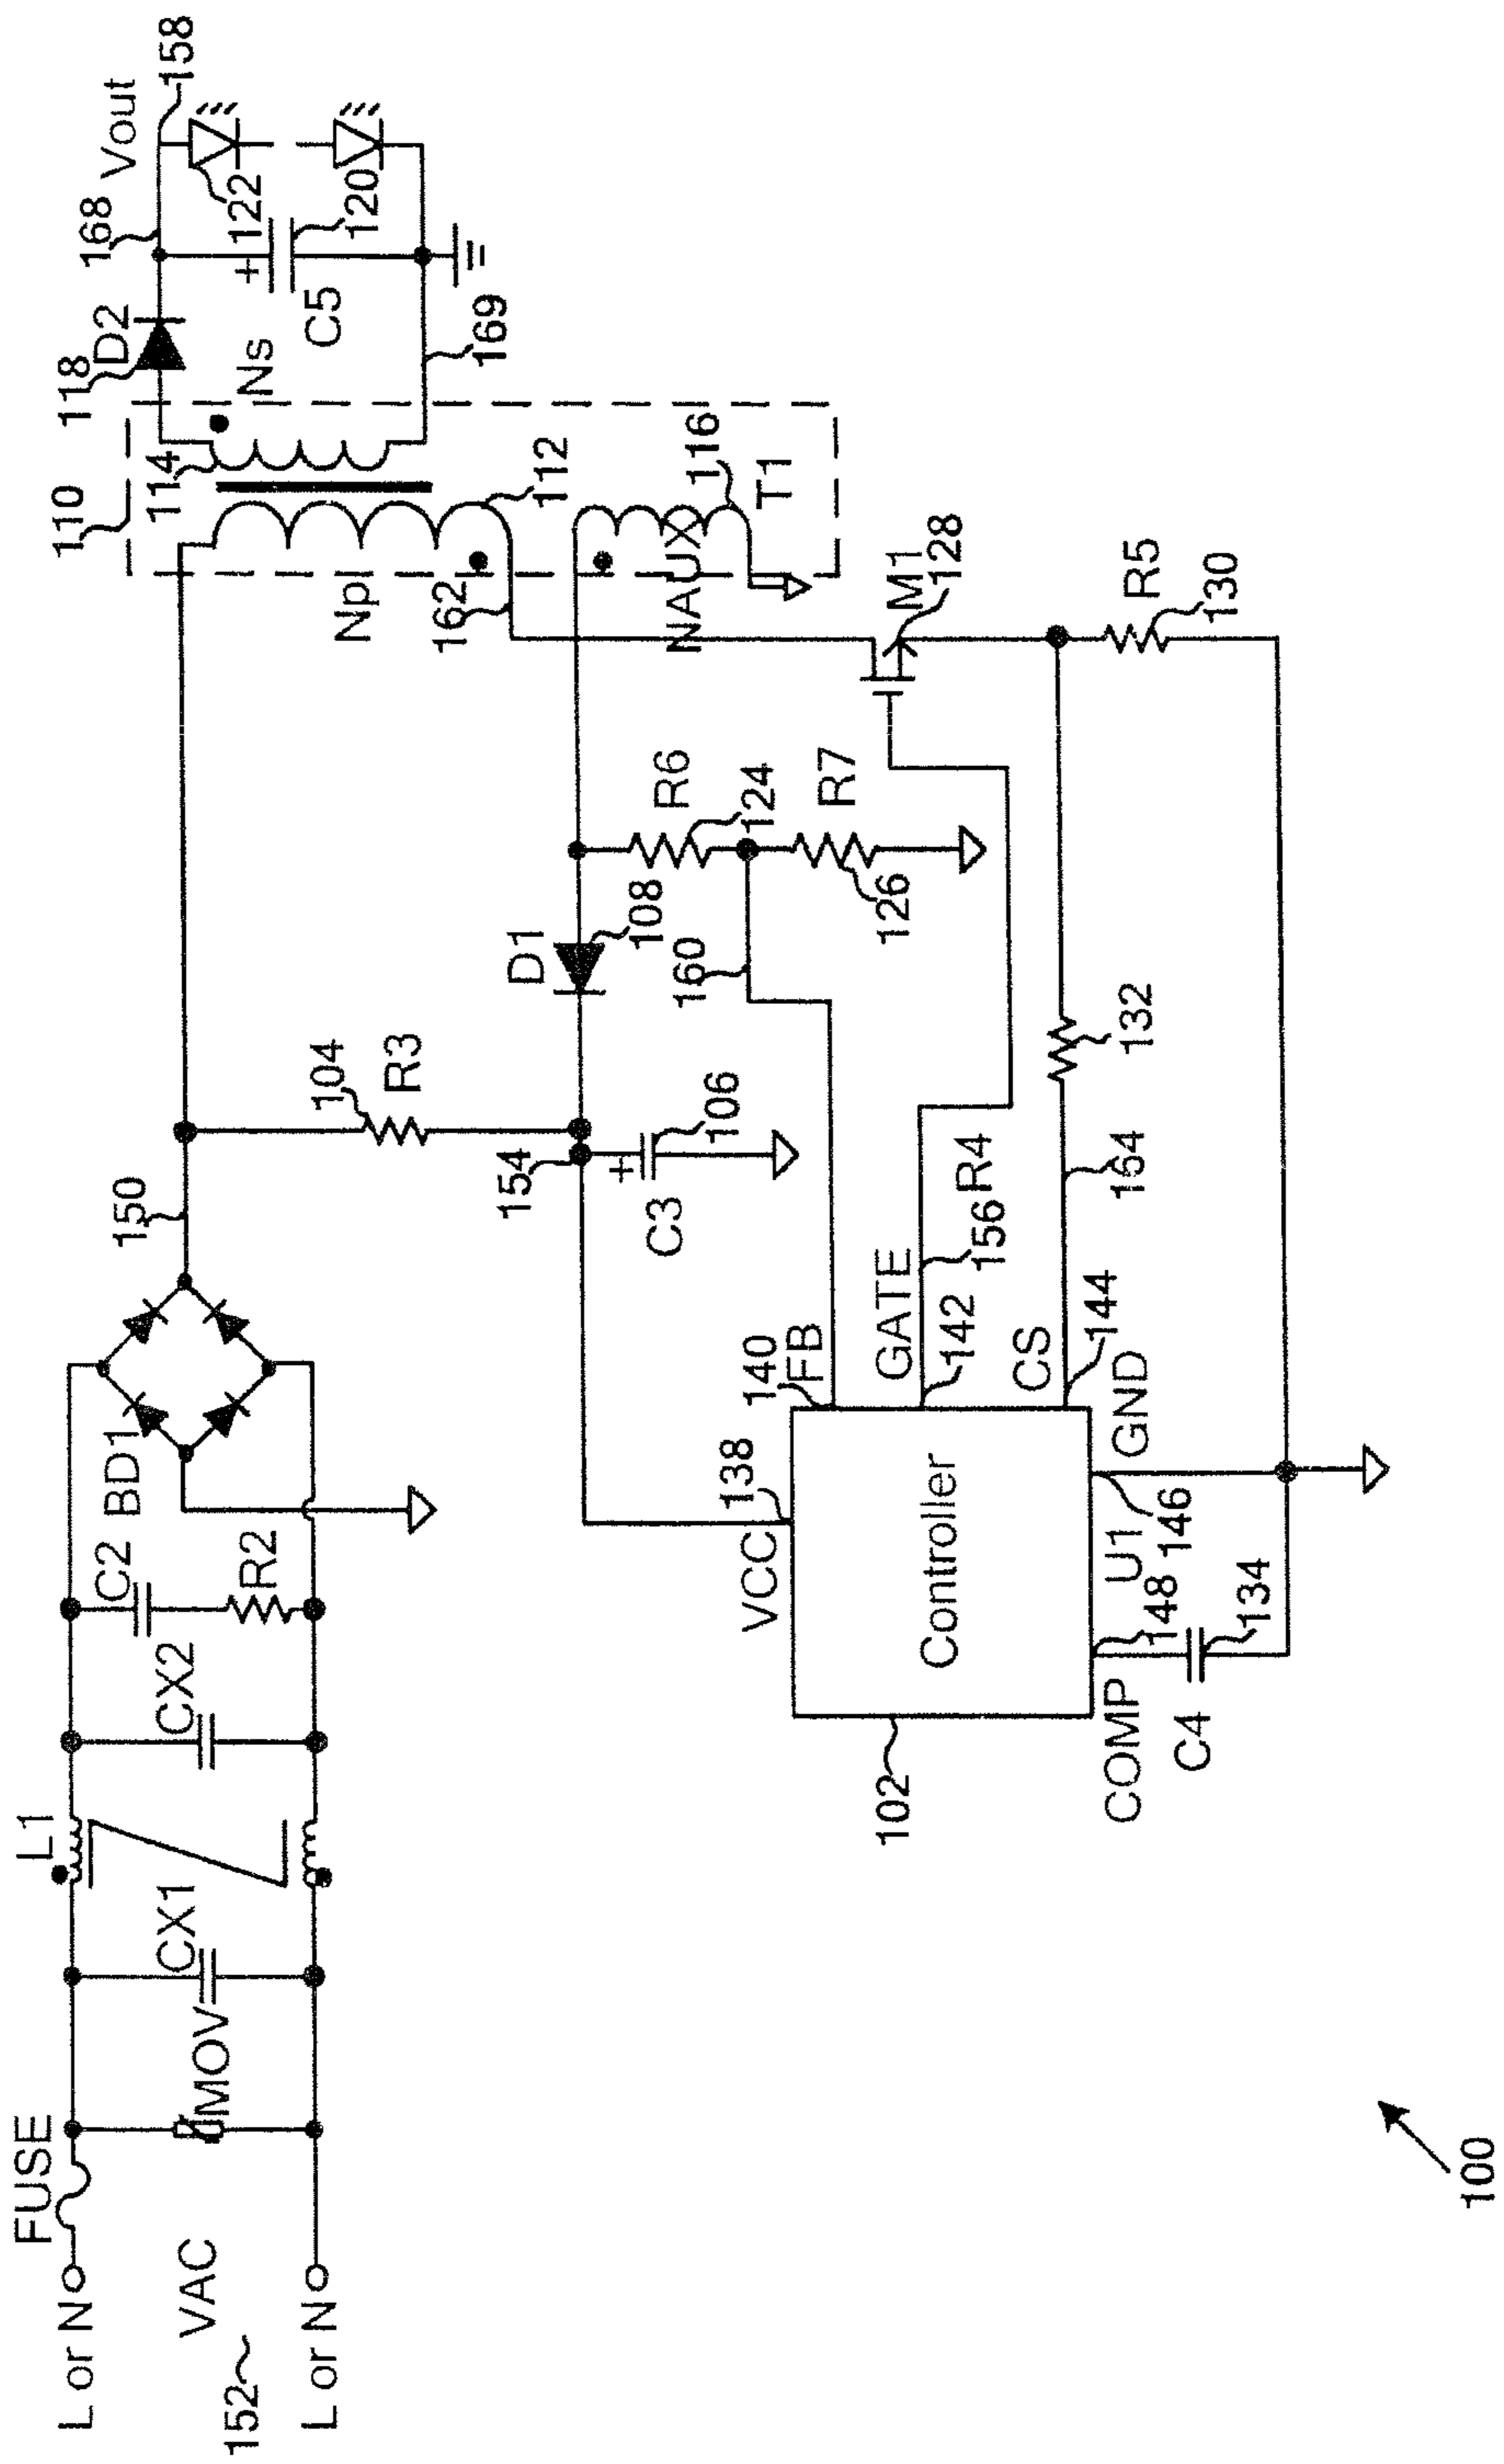 FUSE
L or N
VAC
152
L or N
MOV
CX1
L1
CX2
C2
R2
BD1
150
104
R3
154
106
C3
D1
108
R6
124
R7
126
160
110
114
118
D2
Ns
168
Vout
158
122
120
C5
169
112
Np
162
116
NAUX
T1
M1
128
R5
130
132
164
R4
156
GATE
142
140
FB
CS
144
138
VCC
GND
146
U1
148
COMP
134
C4
Controller
102
100